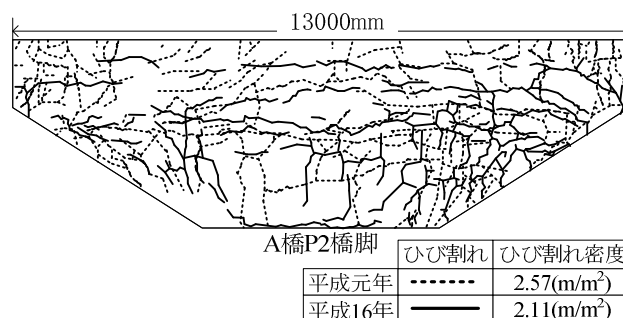 13000mm
A橋P2橋脚
ひび割れ ひび割れ密度
平成元年 2.57(m/m²)
平成16年 2.11(m/m²)